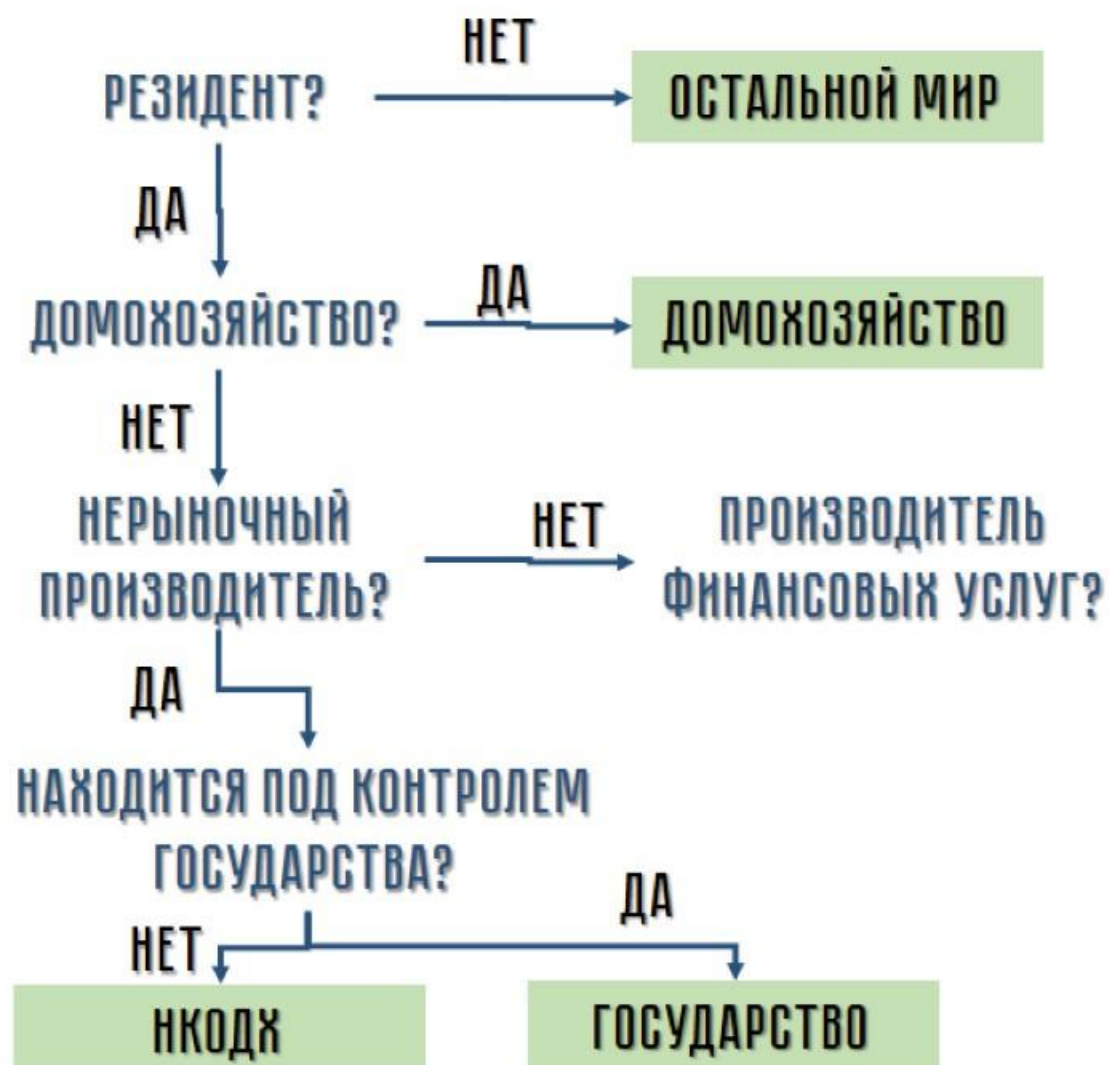 НЕТ
РЕЗИДЕНТ?
ОСТАЛЬНОЙ МИР
ДА
ДОМОХОЗЯЙСТВО?
ДА
ДОМОХОЗЯЙСТВО
НЕТ
НЕРЫНОЧНЫЙ
ПРОИЗВОДИТЕЛЬ?
НЕТ
ПРОИЗВОДИТЕЛЬ
ФИНАНСОВЫХ УСЛУГ?
ДА
НАХОДИТСЯ ПОД КОНТРОЛЕМ
ГОСУДАРСТВА?
НЕТ
ДА
НКОДХ
ГОСУДАРСТВО